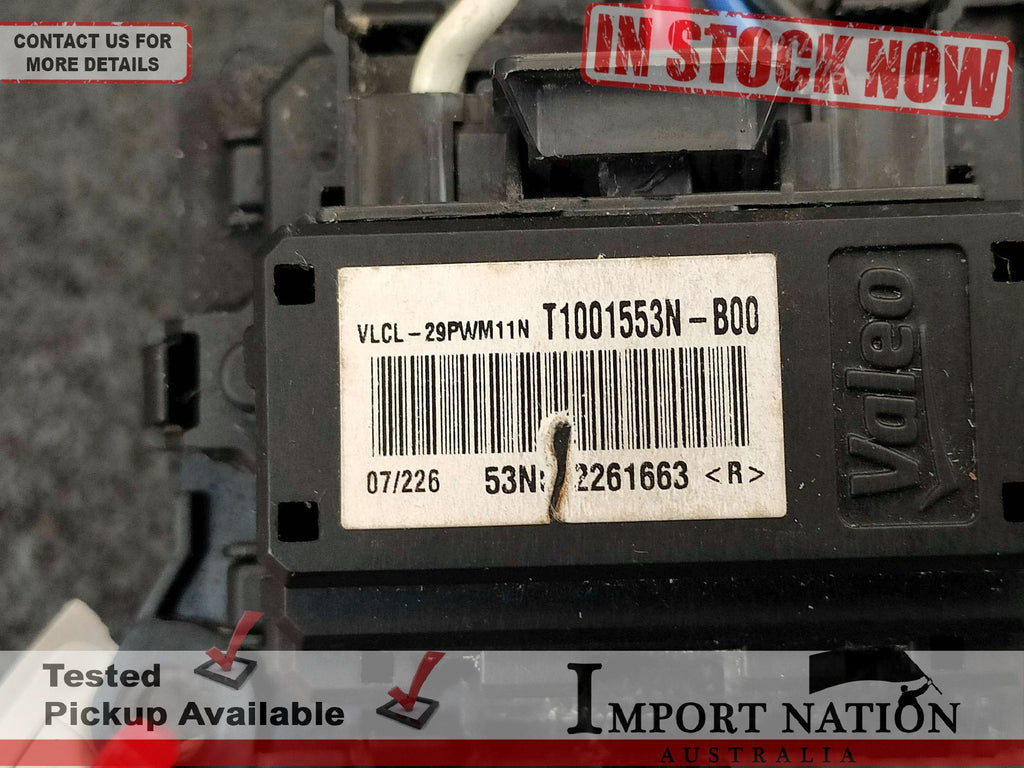 CONTACT US FOR
MORE DETAILS
IN STOCK NOW
VLCL-29PWM11N T1001553N-B00
Valeo
07/226 53N: 2261663 <R>
Tested
Pickup Available
IMPORT NATION
AUSTRALIA